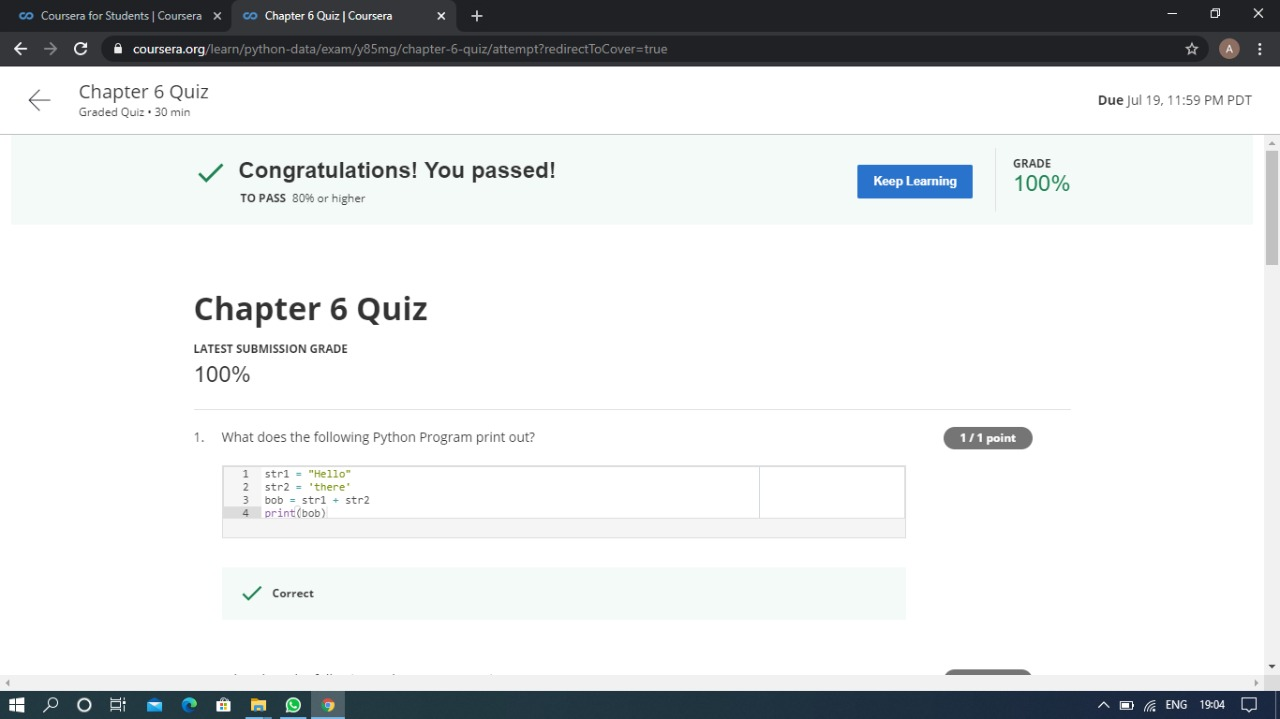 Coursera for Students | Coursera
Chapter 6 Quiz | Coursera
coursera.org/learn/python-data/exam/y85mg/chapter-6-quiz/attempt?redirectToCover=true
A
Chapter 6 Quiz
Graded Quiz • 30 min
Due Jul 19, 11:59 PM PDT
Congratulations! You passed!
TO PASS 80% or higher
Keep Learning
GRADE
100%
Chapter 6 Quiz
LATEST SUBMISSION GRADE
100%
1. What does the following Python Program print out?
1 / 1 point
1 str1 = "Hello"
2 str2 = 'there'
3 bob = str1 + str2
4 print(bob)
Correct
ENG 19:04